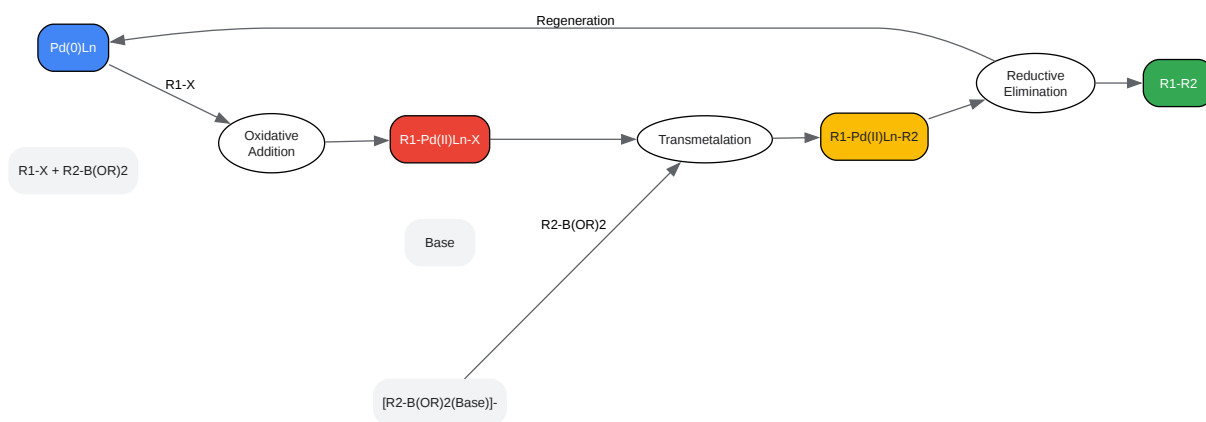 Regeneration
Pd(0)Ln
R1-X
Oxidative
Addition
R1-Pd(II)Ln-X
Transmetalation
R1-Pd(II)Ln-R2
Reductive
Elimination
R1-R2
R1-X + R2-B(OR)2
Base
R2-B(OR)2
[R2-B(OR)2(Base)]-